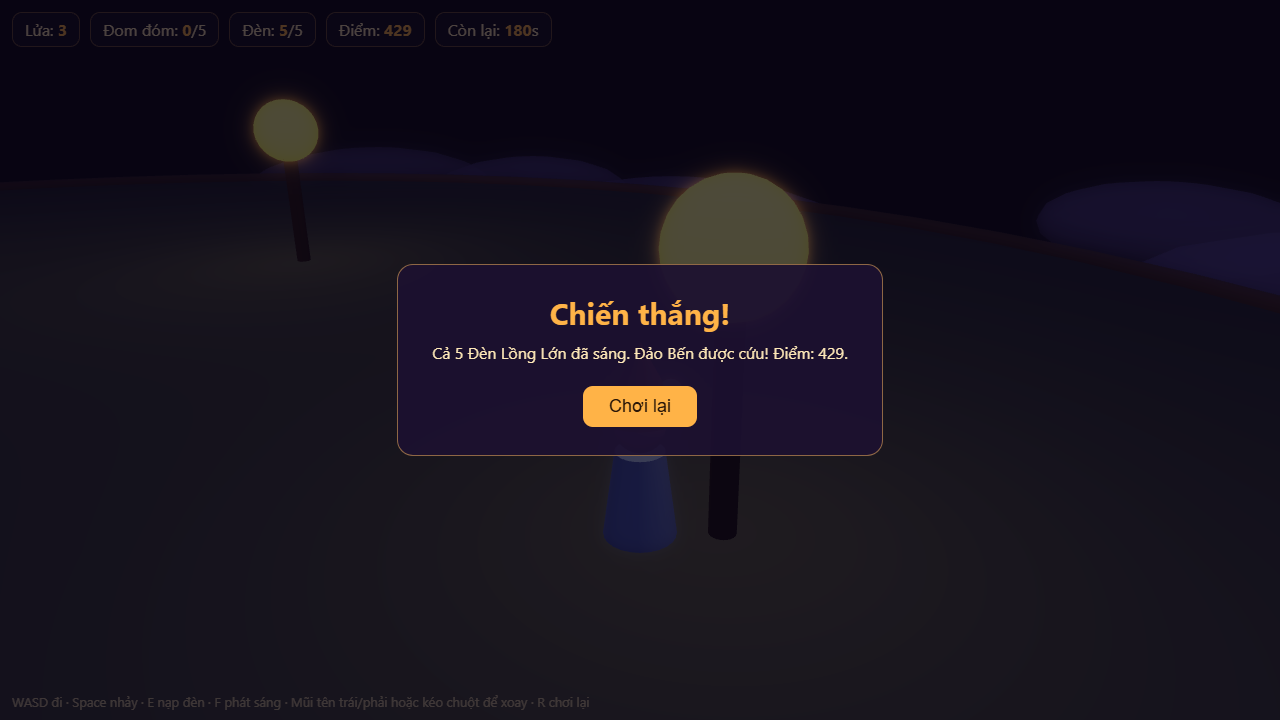 Lửa: 3 Đom đóm: 0/5 Đèn: 5/5 Điểm: 429 Còn lại: 180s
Chiến thắng!
Cả 5 Đèn Lồng Lớn đã sáng. Đảo Bến được cứu! Điểm: 429.
Chơi lại
WASD đi · Space nhảy · E nạp đèn · F phát sáng · Mũi tên trái/phải hoặc kéo chuột để xoay · R chơi lại